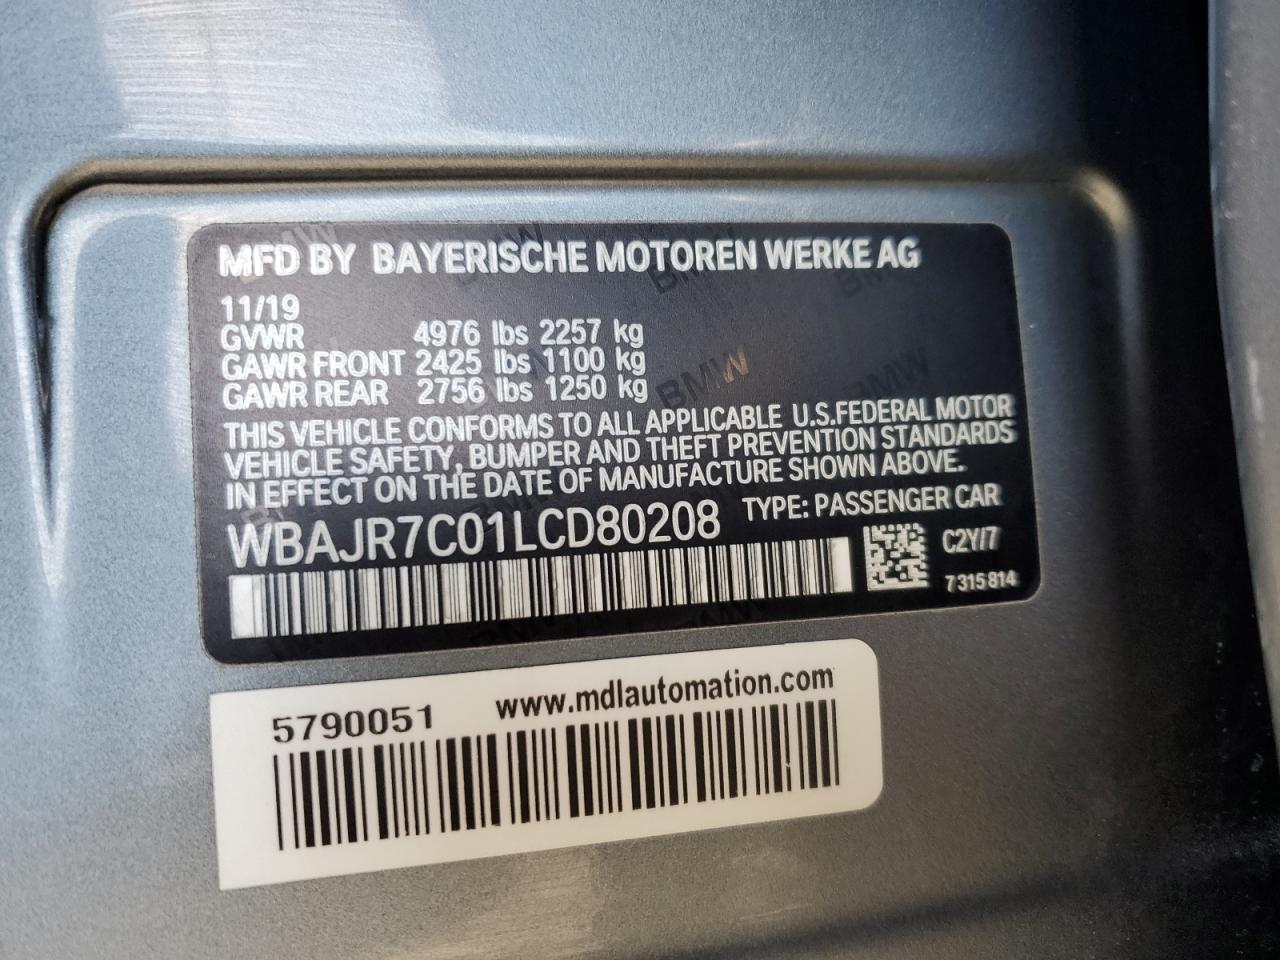 MFD BY BAYERISCHE MOTOREN WERKE AG
11/19
GVWR 4976 lbs 2257 kg
GAWR FRONT 2425 lbs 1100 kg
GAWR REAR 2756 lbs 1250 kg
THIS VEHICLE CONFORMS TO ALL APPLICABLE U.S.FEDERAL MOTOR
VEHICLE SAFETY, BUMPER AND THEFT PREVENTION STANDARDS
IN EFFECT ON THE DATE OF MANUFACTURE SHOWN ABOVE.
WBAJR7C01LCD80208 TYPE: PASSENGER CAR
C2Y/7
7 315 814
5790051 www.mdlautomation.com